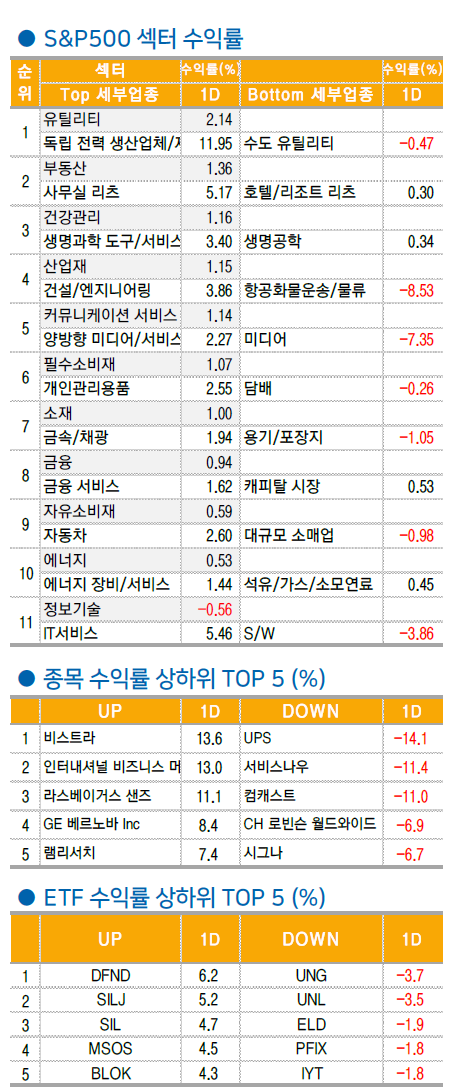 ● S&P500 섹터 수익률
순위 섹터 수익률(%) 수익률(%)
Top 세부업종 1D Bottom 세부업종 1D
1 유틸리티 2.14
독립 전력 생산업체/ 11.95 수도 유틸리티 -0.47
2 부동산 1.36
사무실 리츠 5.17 호텔/리조트 리츠 0.30
3 건강관리 1.16
생명과학 도구/서비스 3.40 생명공학 0.34
4 산업재 1.15
건설/엔지니어링 3.86 항공화물운송/물류 -8.53
5 커뮤니케이션 서비스 1.14
양방향 미디어/서비스 2.27 미디어 -7.35
6 필수소비재 1.07
개인관리용품 2.55 담배 -0.26
7 소재 1.00
금속/채광 1.94 용기/포장지 -1.05
8 금융 0.94
금융 서비스 1.62 캐피탈 시장 0.53
9 자유소비재 0.59
자동차 2.60 대규모 소매업 -0.98
10 에너지 0.53
에너지 장비/서비스 1.44 석유/가스/소모연료 0.45
11 정보기술 -0.56
IT서비스 5.46 S/W -3.86
● 종목 수익률 상하위 TOP 5 (%)
UP 1D DOWN 1D
1 비스트라 13.6 UPS -14.1
2 인터내셔널 비즈니스 머 13.0 서비스나우 -11.4
3 라스베이거스 샌즈 11.1 컴캐스트 -11.0
4 GE 베르노바 Inc 8.4 CH 로빈슨 월드와이드 -6.9
5 램리서치 7.4 시그나 -6.7
● ETF 수익률 상하위 TOP 5 (%)
UP 1D DOWN 1D
1 DFND 6.2 UNG -3.7
2 SILJ 5.2 UNL -3.5
3 SIL 4.7 ELD -1.9
4 MSOS 4.5 PFIX -1.8
5 BLOK 4.3 IYT -1.8